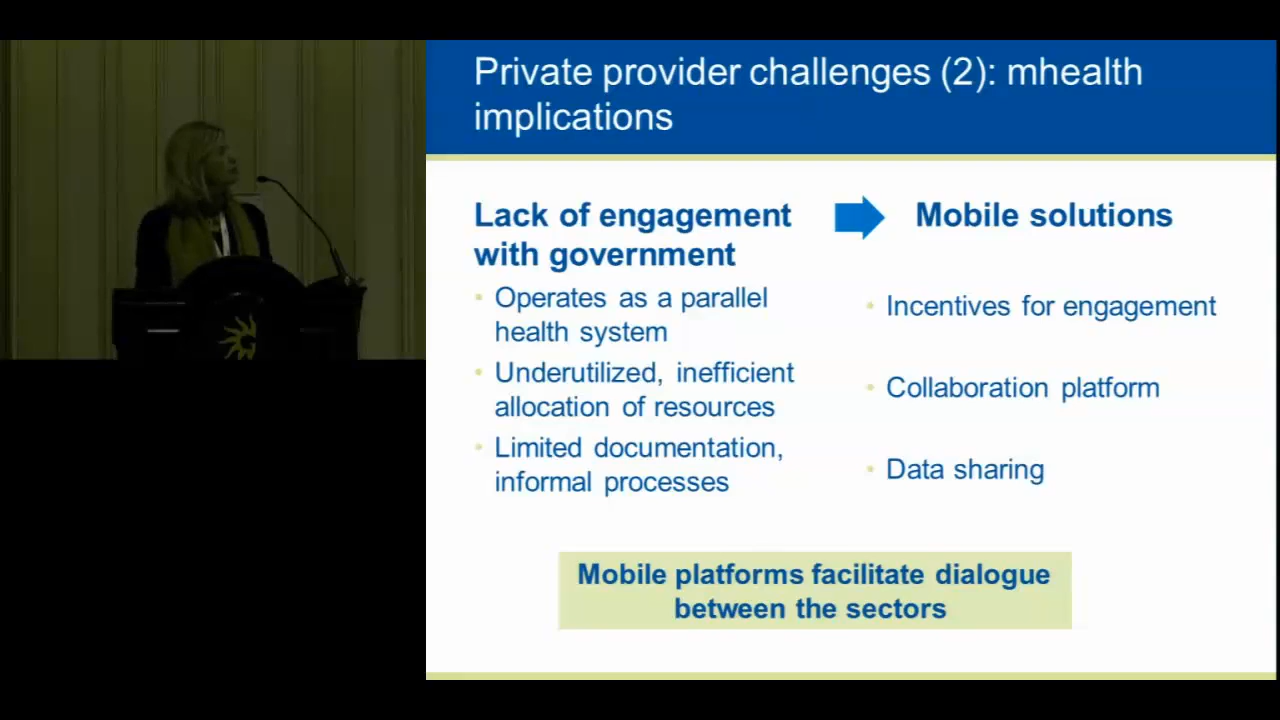 Private provider challenges (2): mhealth
implications
Lack of engagement
with government
Operates as a parallel
health system
Underutilized, inefficient
allocation of resources
Limited documentation,
informal processes
Mobile solutions
Incentives for engagement
Collaboration platform
Data sharing
Mobile platforms facilitate dialogue
between the sectors